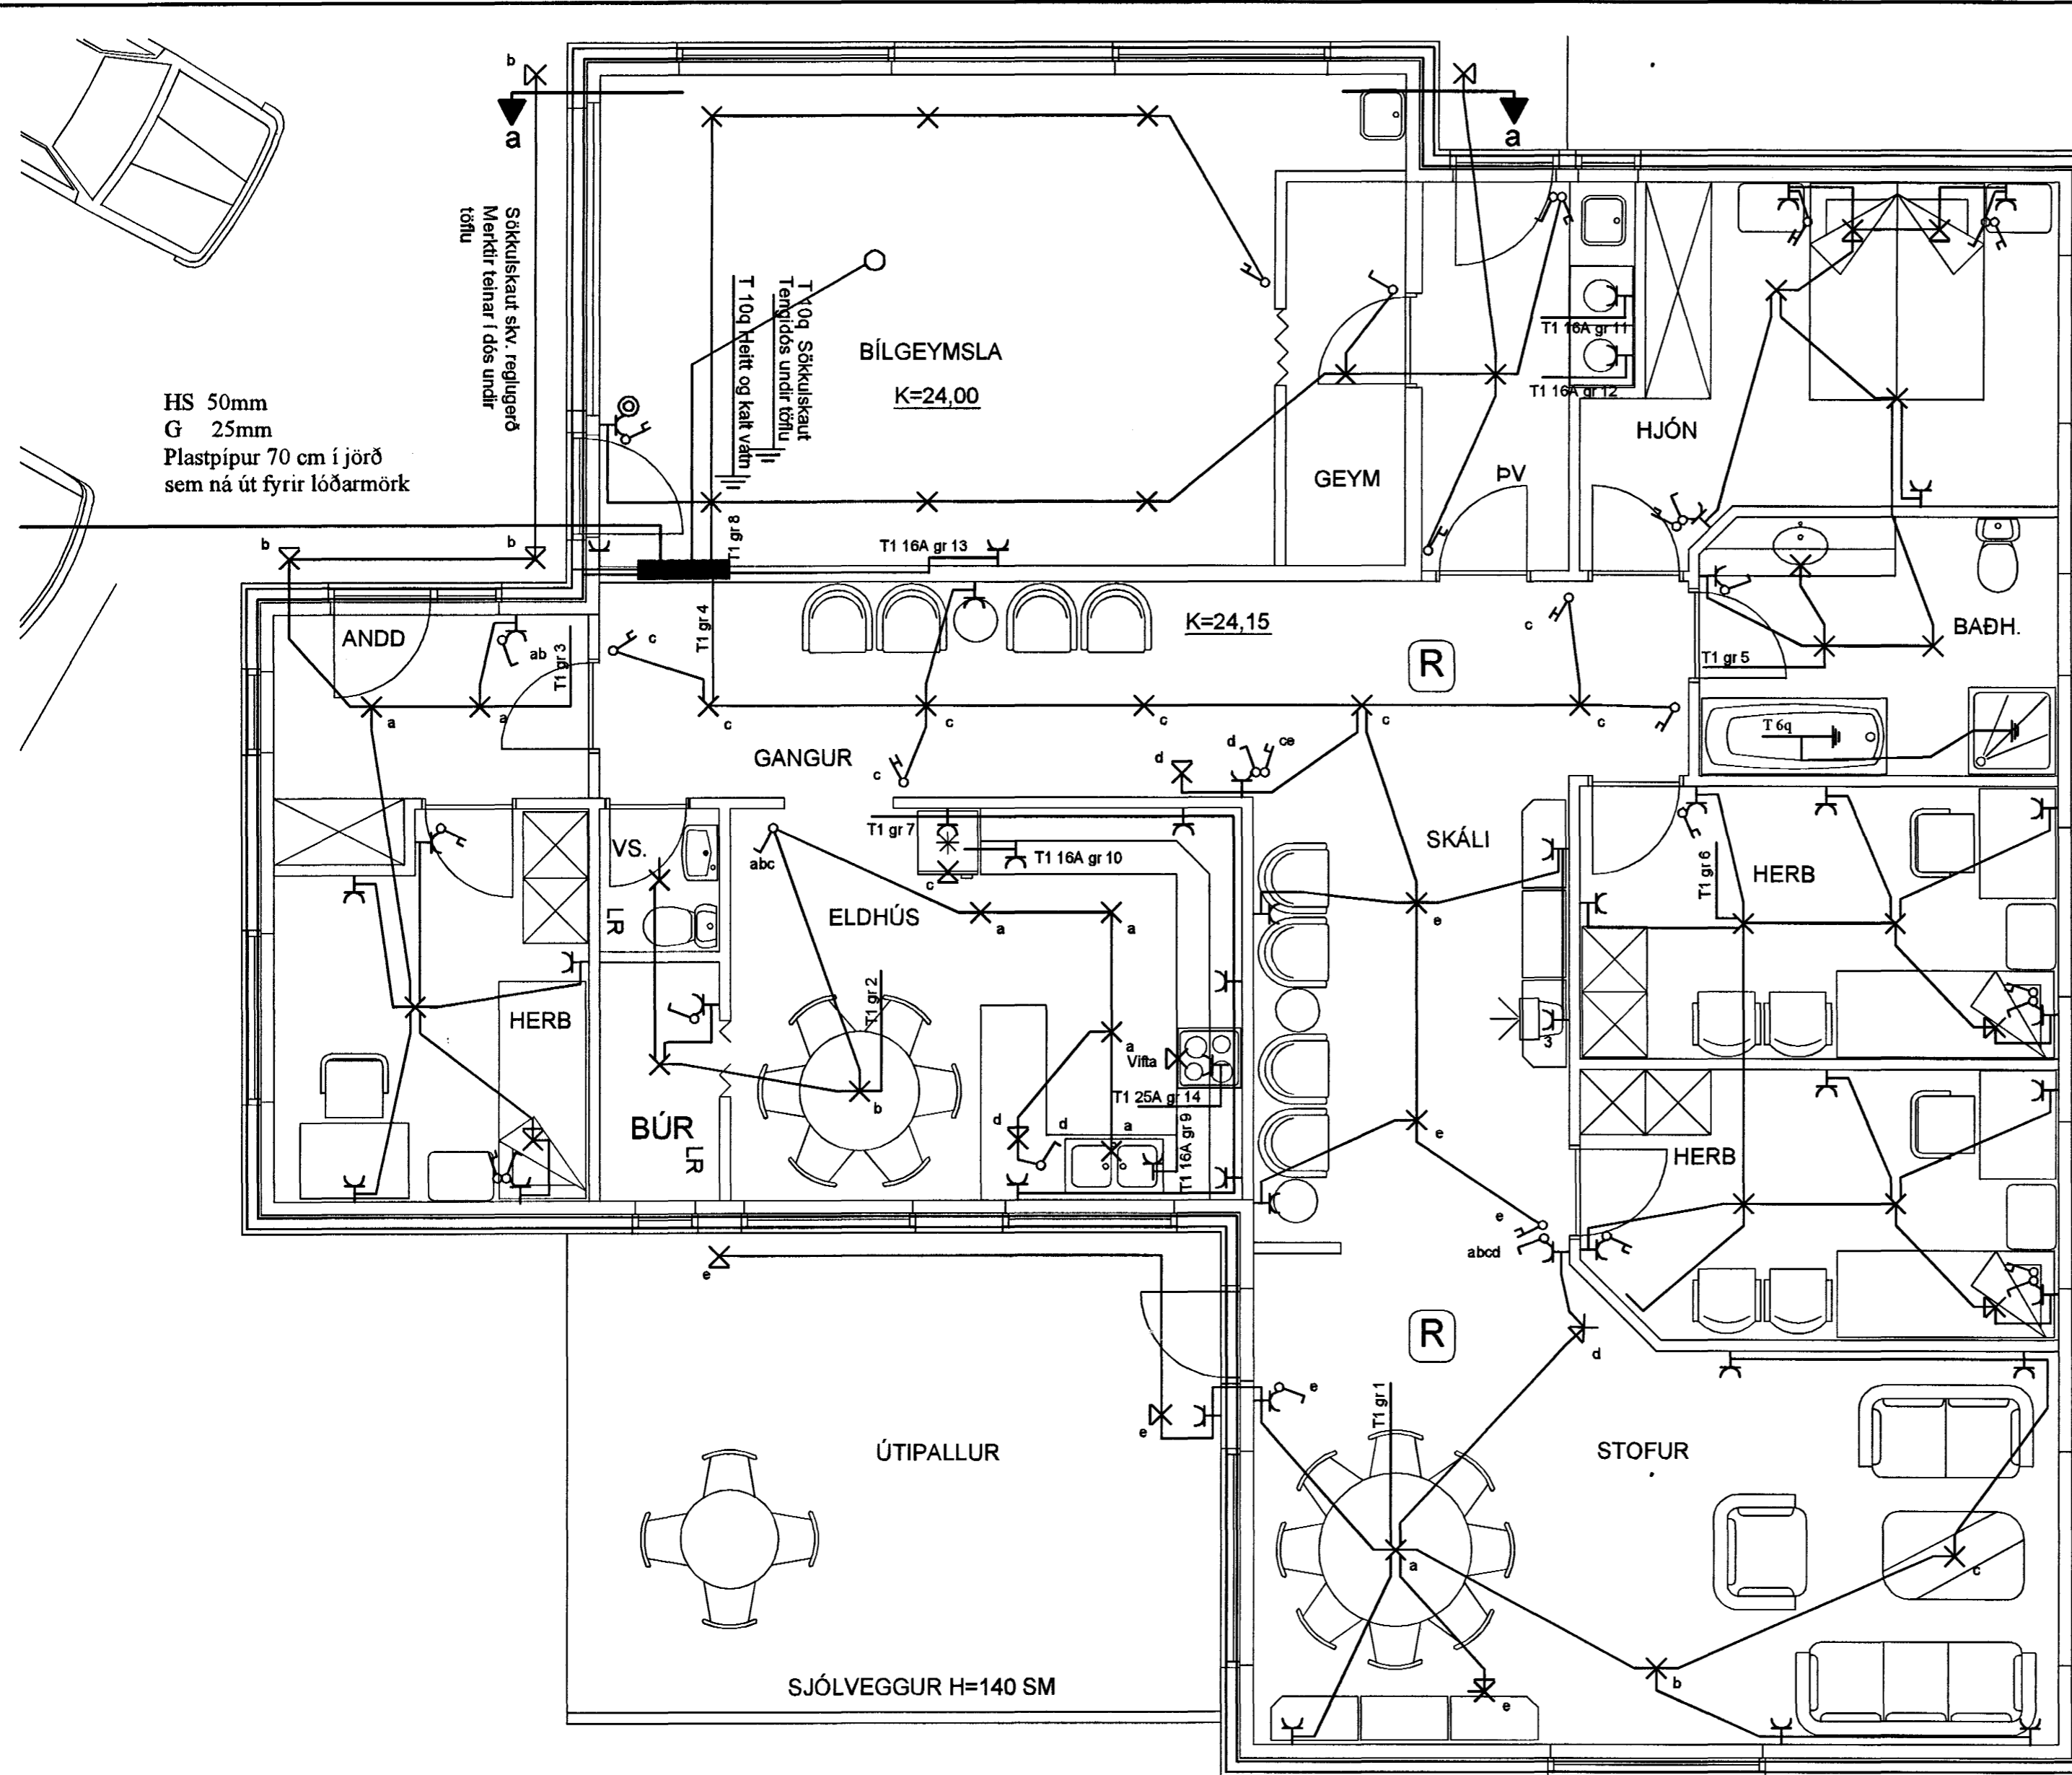 b
a
a
Sökkulskaut skv. reglugerð
Merktir teinar í dós undir
töflu
T 10q Sökkulskaut
Tengidós undir töflu
T 10q Heitt og kalt vatn
BÍLGEYMSLA
K=24,00
T1 16A gr 11
T1 16A gr 12
HS 50mm
G 25mm
Plastpípur 70 cm í jörð
sem ná út fyrir lóðarmörk
HJÓN
GEYM
ÞV
T1 gr 8
T1 16A gr 13
b
b
ANDD
ab
T1 gr 3
c
T1 gr 4
K=24,15
R
c
BAÐH.
T1 gr 5
a
a
c
c
c
c
c
T 6q
GANGUR
c
d
d
ce
T1 gr 7
T1 16A gr 10
c
abc
VS.
LR
ELDHÚS
a
a
SKÁLI
e
T1 gr 6
HERB
HERB
T1 gr 2
a
Vifta
T1 25A gr 14
3
b
BÚR
LR
d
d
a
T1 16A gr 9
e
HERB
e
abcd
e
R
d
e
e
T1 gr 1
ÚTIPALLUR
STOFUR
a
c
SJÓLVEGGUR H=140 SM
e
b